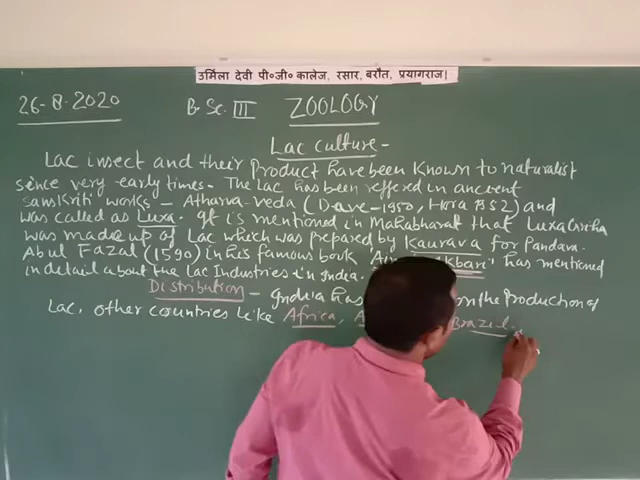 उर्मिला देवी पी०जी० कालेज, रसार, बरौत, प्रयागराज।
26-8-2020 B.Sc. III ZOOLOGY
Lac culture -
Lac insect and their Product have been Known to naturalist
since very early times - The Lac has been reffered in ancient
Sanskriti works - Atharva-veda (Dave-1950, Hora 1952) and
was called as Luxa. It is mentioned in Mahabharat that Luxa Griha
was made up of Lac which was prepared by Kaurava for Pandava.
Abul Fazal (1590) in his famous book "Ain Akbari" has mentioned
in detail about the Lac Industries in India.
Distribution - India has on the Production of
Lac, other countries like Africa, Brazil